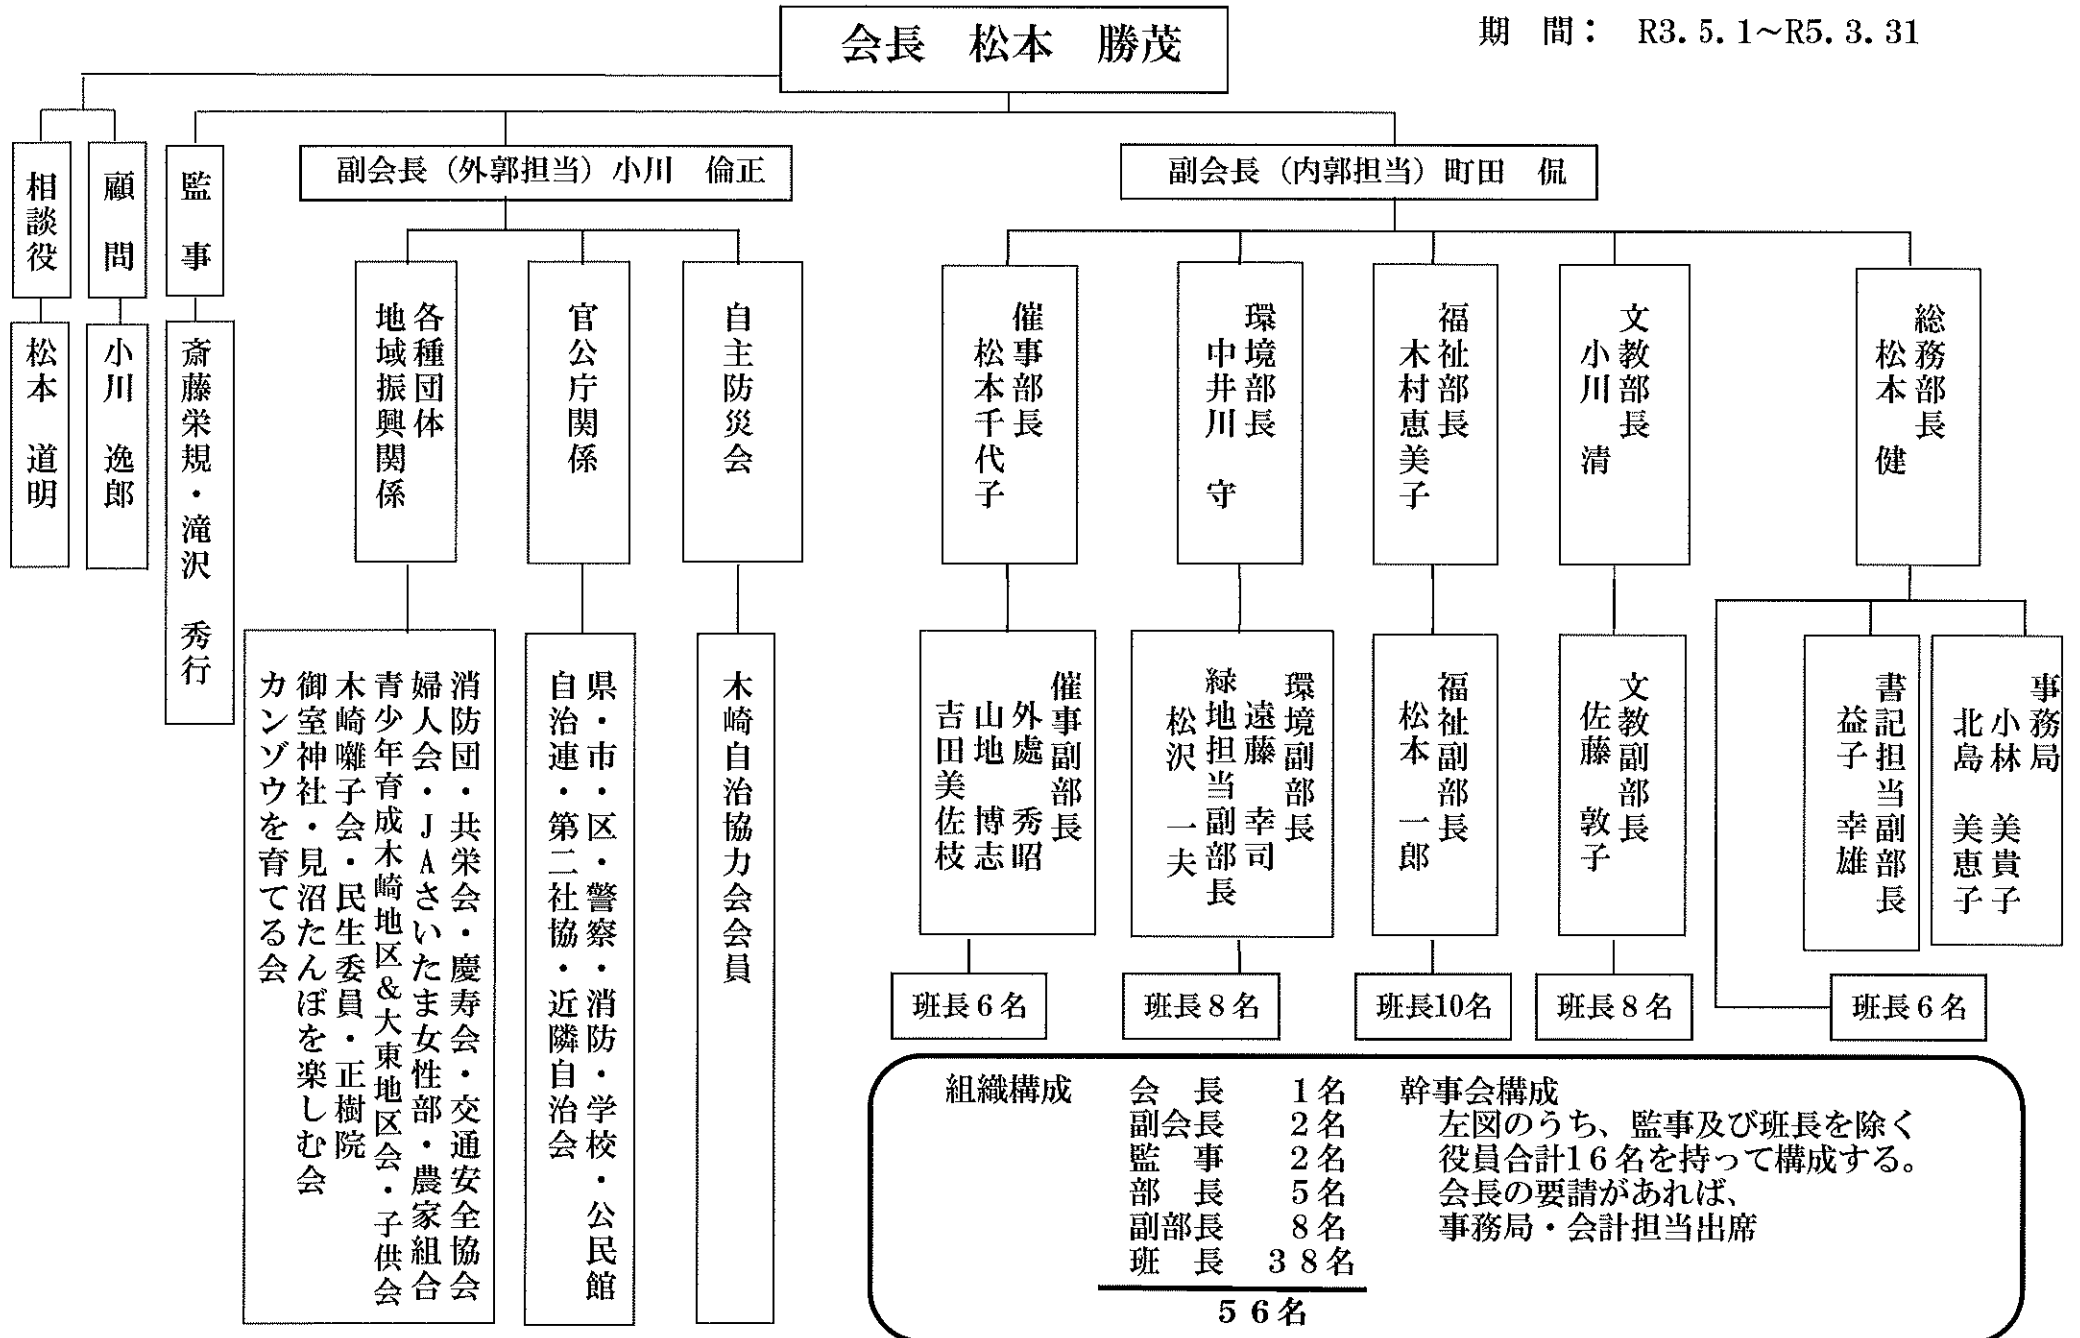 会長　松本　勝茂
期　間：　R3.5.1～R5.3.31
相談役
松本　道明
顧　問
小川　逸郎
監　事
斎藤栄規・滝沢　秀行
副会長（外郭担当）小川　倫正
各種団体
地域振興関係
消防団・共栄会・慶寿会・交通安全協会
婦人会・JAさいたま女性部・農家組合
青少年育成木崎地区&大東地区会・子供会
木崎囃子会・民生委員・正樹院
御室神社・見沼たんぼを楽しむ会
カンゾウを育てる会
官公庁関係
県・市・区・警察・消防・学校・公民館
自治連・第二社協・近隣自治会
自主防災会
木崎自治協力会会員
副会長（内郭担当）町田　侃
催事部長
松本千代子
催事副部長
外處　秀昭
山地　博志
吉田美佐枝
班長６名
環境部長
中井川　守
環境副部長
遠藤　幸司
緑地担当副部長
松沢　一夫
班長８名
福祉部長
木村恵美子
福祉副部長
松本　一郎
班長10名
文教部長
小川　清
文教副部長
佐藤　敦子
班長８名
総務部長
松本　健
書記担当副部長
益子　幸雄
事務局
小林　美貴子
北島　美恵子
班長６名
組織構成
会　長　１名
副会長　２名
監　事　２名
部　長　５名
副部長　８名
班　長　３８名
５６名
幹事会構成
左図のうち、監事及び班長を除く
役員合計１６名を持って構成する。
会長の要請があれば、
事務局・会計担当出席